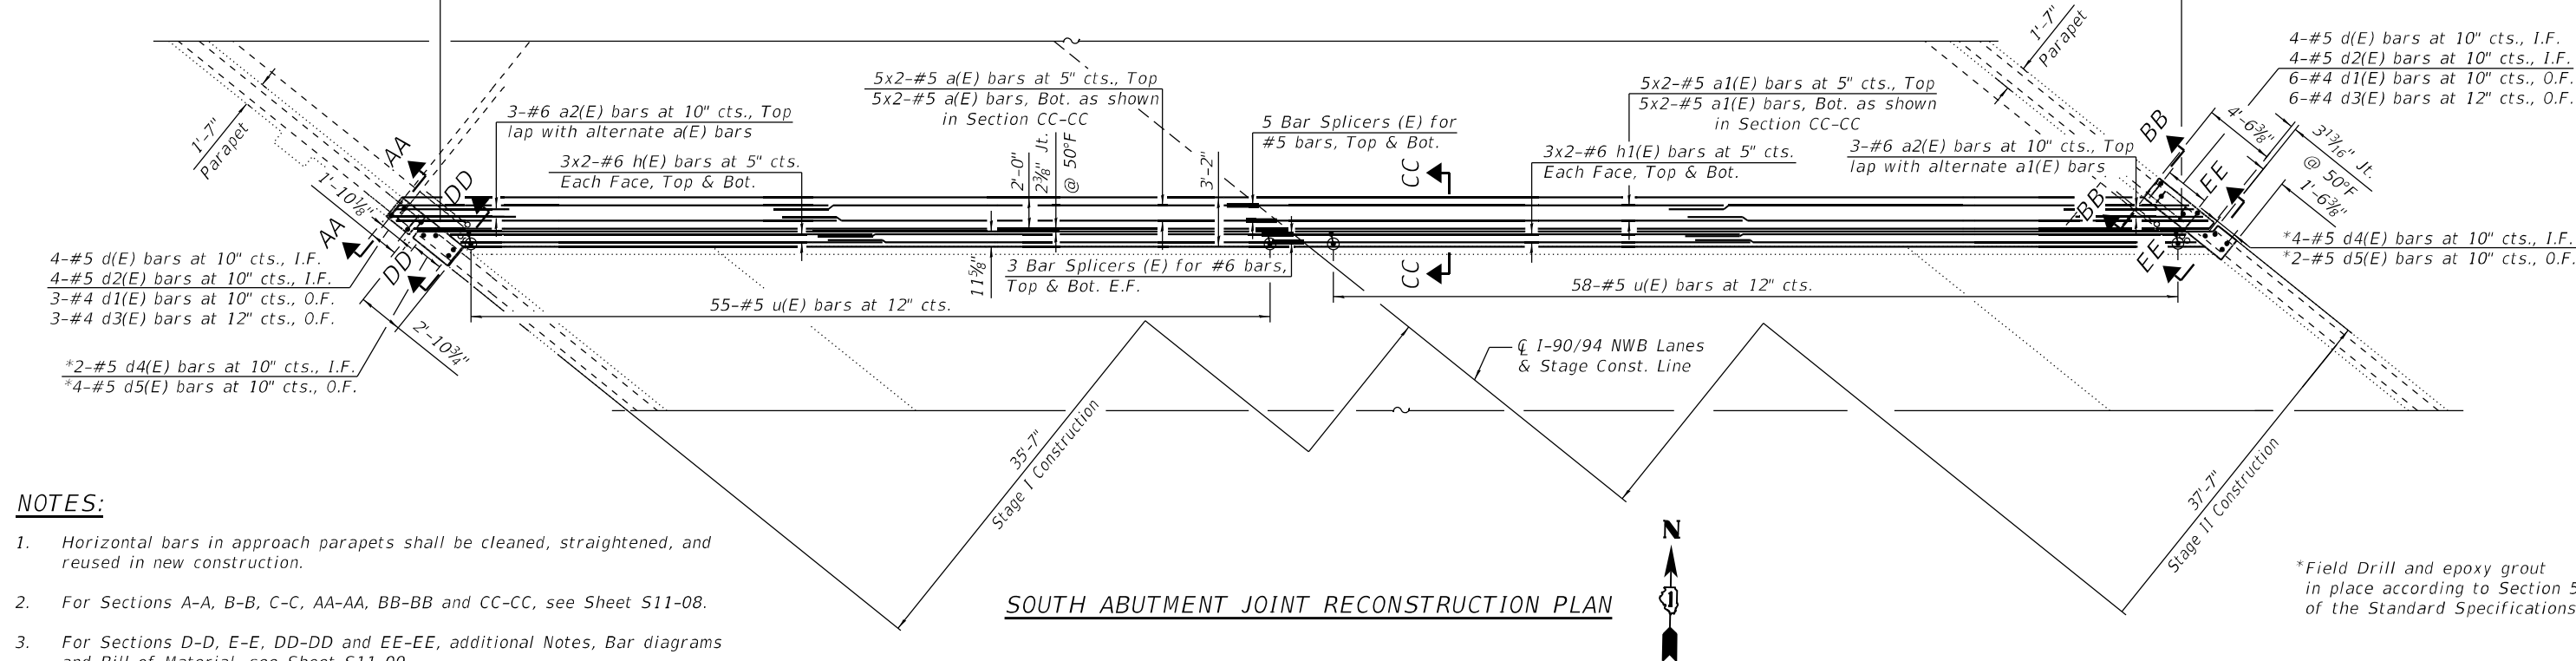 1'-7"
Parapet
3-#6 a2(E) bars at 10" cts., Top
lap with alternate a(E) bars
3x2-#6 h(E) bars at 5" cts.
Each Face, Top & Bot.
5x2-#5 a(E) bars at 5" cts., Top
5x2-#5 a(E) bars, Bot. as shown
in Section CC-CC
2'-0"
2⅜" Jt.
@ 50°F
3'-2"
11⅝"
5 Bar Splicers (E) for
#5 bars, Top & Bot.
3 Bar Splicers (E) for #6 bars,
Top & Bot. E.F.
CC
CC
5x2-#5 a1(E) bars at 5" cts., Top
5x2-#5 a1(E) bars, Bot. as shown
in Section CC-CC
3x2-#6 h1(E) bars at 5" cts.
Each Face, Top & Bot.
3-#6 a2(E) bars at 10" cts., Top
lap with alternate a1(E) bars
1'-7"
Parapet
4-#5 d(E) bars at 10" cts., I.F.
4-#5 d2(E) bars at 10" cts., I.F.
6-#4 d1(E) bars at 10" cts., O.F.
6-#4 d3(E) bars at 12" cts., O.F.
4'-6⅜"
3 13/16" Jt.
@ 50°F
1'-6⅜"
BB
BB
EE
EE
*4-#5 d4(E) bars at 10" cts., I.F.
*2-#5 d5(E) bars at 10" cts., O.F.
AA
AA
DD
DD
1'-10⅛"
4-#5 d(E) bars at 10" cts., I.F.
4-#5 d2(E) bars at 10" cts., I.F.
3-#4 d1(E) bars at 10" cts., O.F.
3-#4 d3(E) bars at 12" cts., O.F.
2'-10¾"
*2-#5 d4(E) bars at 10" cts., I.F.
*4-#5 d5(E) bars at 10" cts., O.F.
55-#5 u(E) bars at 12" cts.
58-#5 u(E) bars at 12" cts.
℄ I-90/94 NWB Lanes
& Stage Const. Line
35'-7"
Stage I Construction
37'-7"
Stage II Construction
NOTES:
1. Horizontal bars in approach parapets shall be cleaned, straightened, and
reused in new construction.
2. For Sections A-A, B-B, C-C, AA-AA, BB-BB and CC-CC, see Sheet S11-08.
3. For Sections D-D, E-E, DD-DD and EE-EE, additional Notes, Bar diagrams
and Bill of Material, see Sheet S11-09.
SOUTH ABUTMENT JOINT RECONSTRUCTION PLAN
N
*Field Drill and epoxy grout
in place according to Section 5
of the Standard Specifications